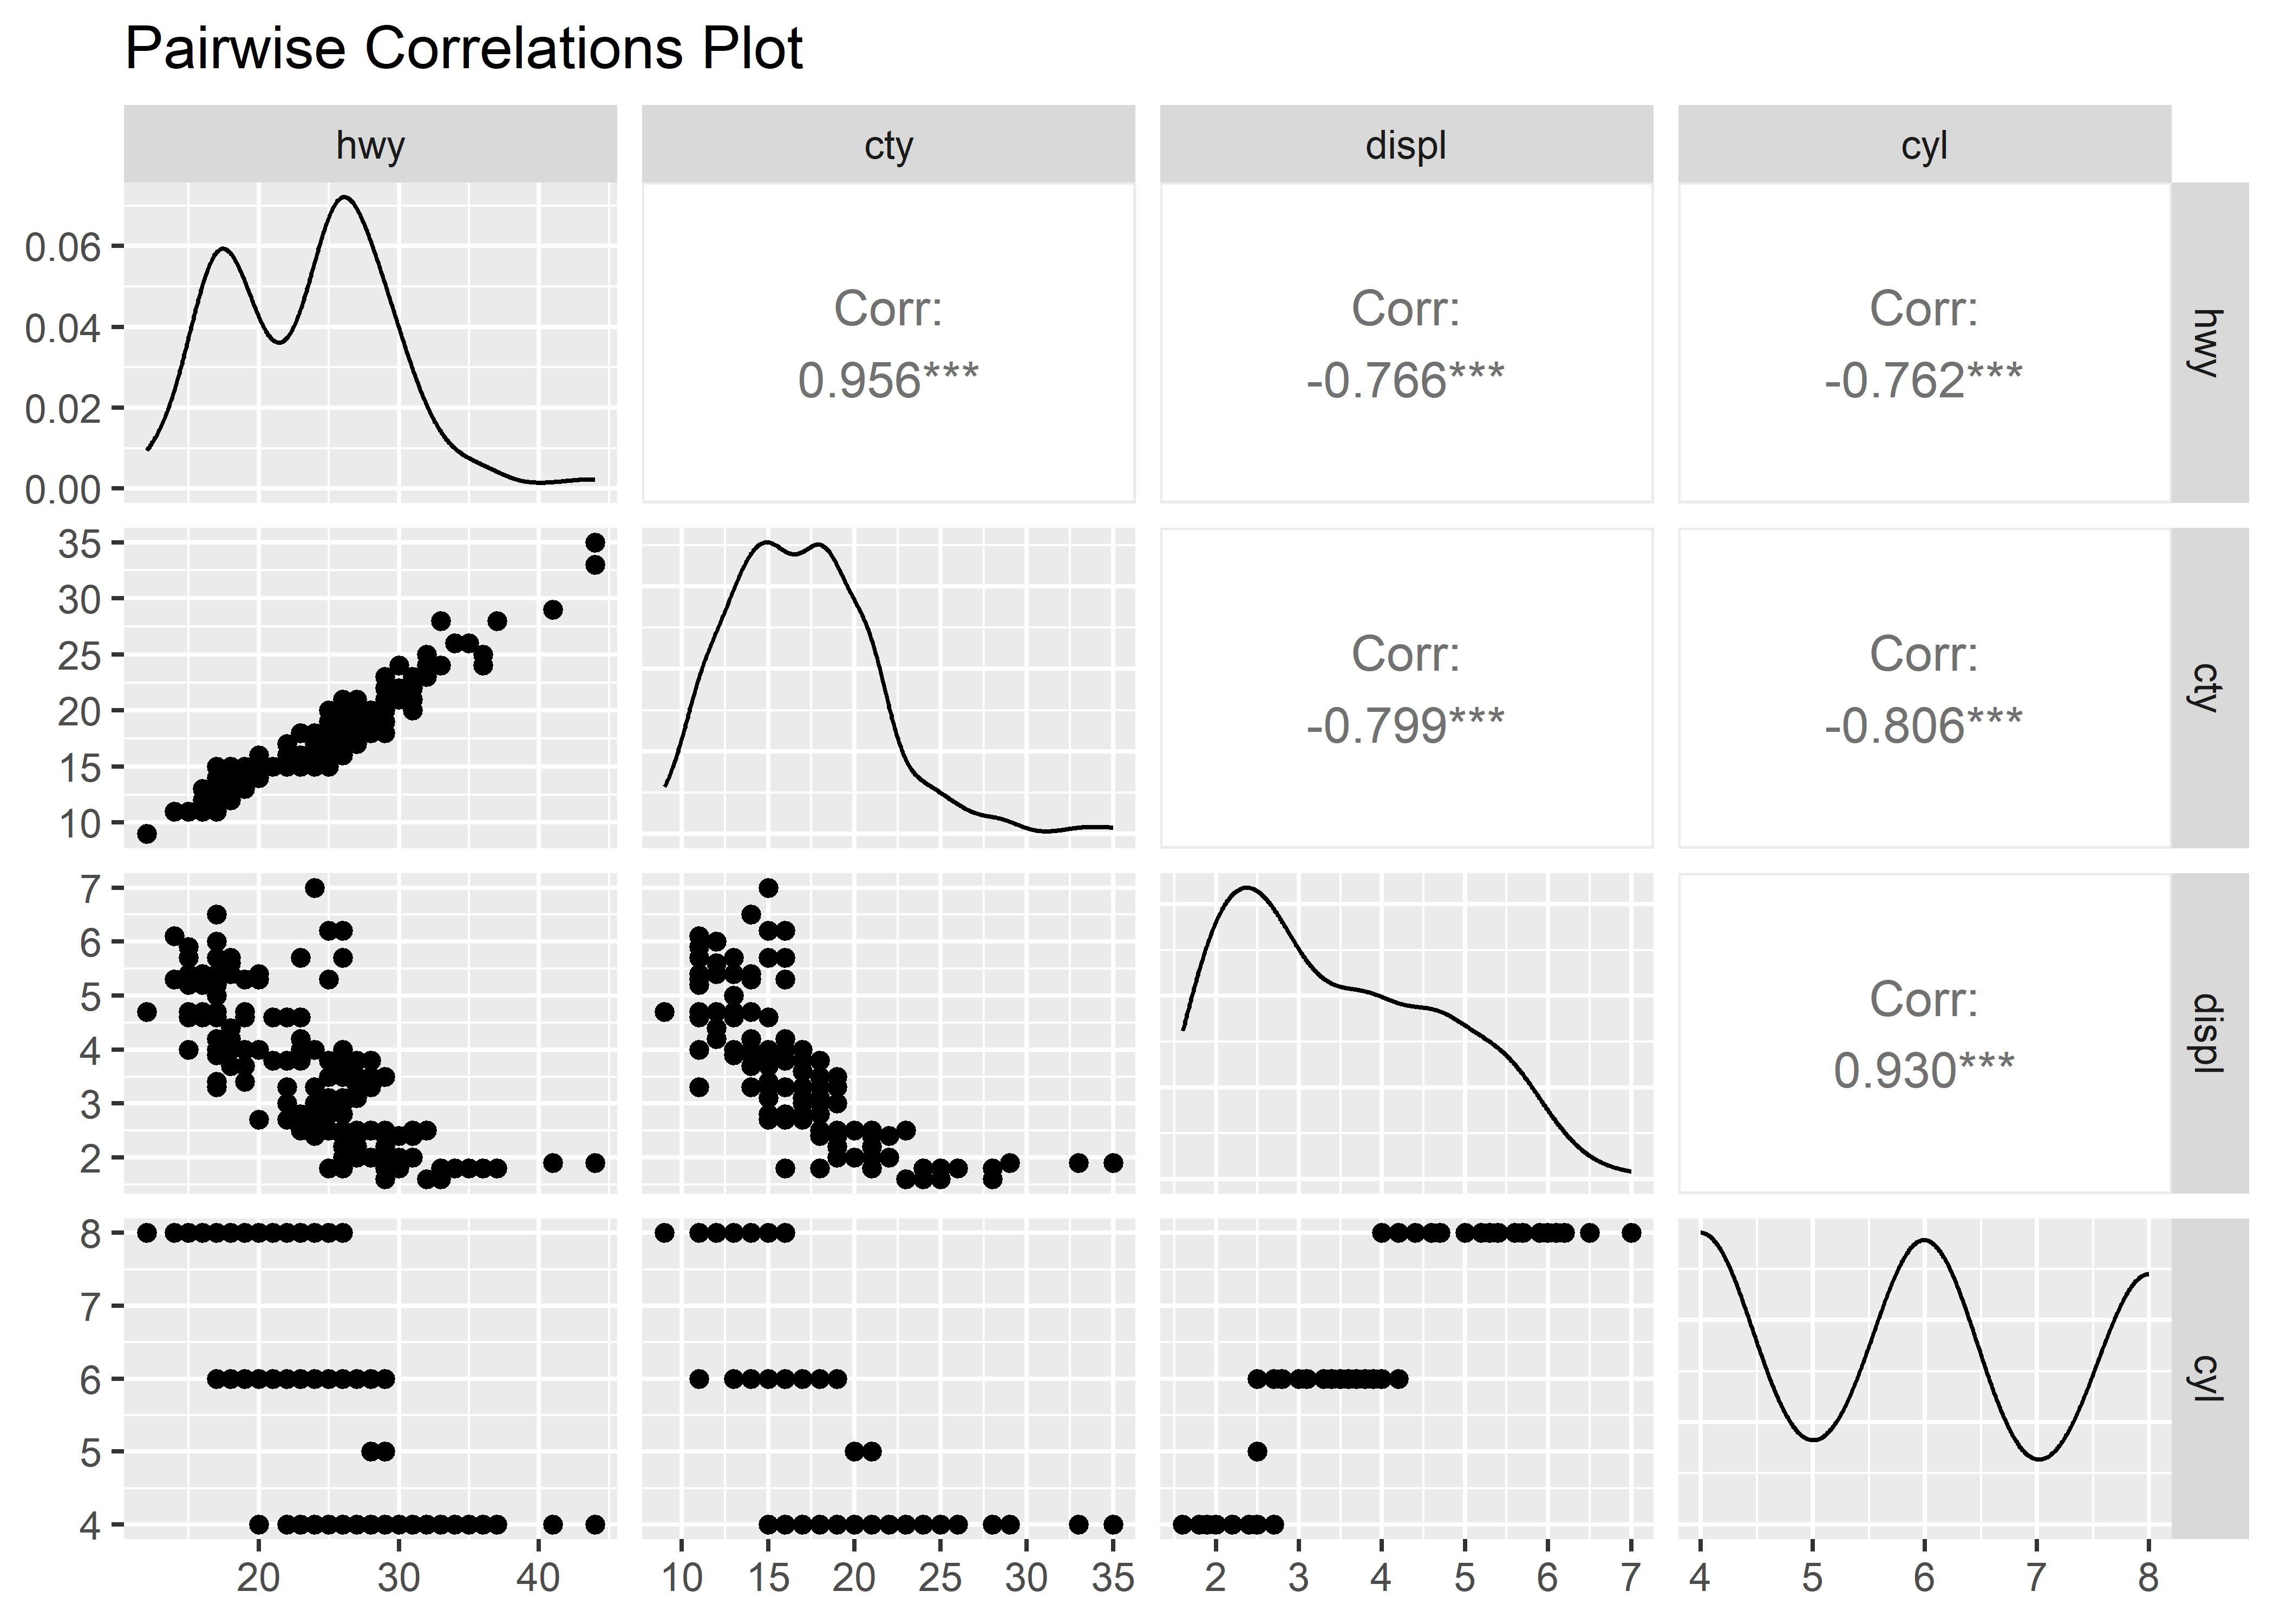 Pairwise Correlations Plot
hwy
cty
displ
cyl
0.06
0.04
0.02
0.00
Corr:
0.956***
Corr:
-0.766***
Corr:
-0.762***
hwy
35
30
25
20
15
10
Corr:
-0.799***
Corr:
-0.806***
cty
7
6
5
4
3
2
Corr:
0.930***
displ
8
7
6
5
4
cyl
20 30 40
10 15 20 25 30 35
2 3 4 5 6 7
4 5 6 7 8